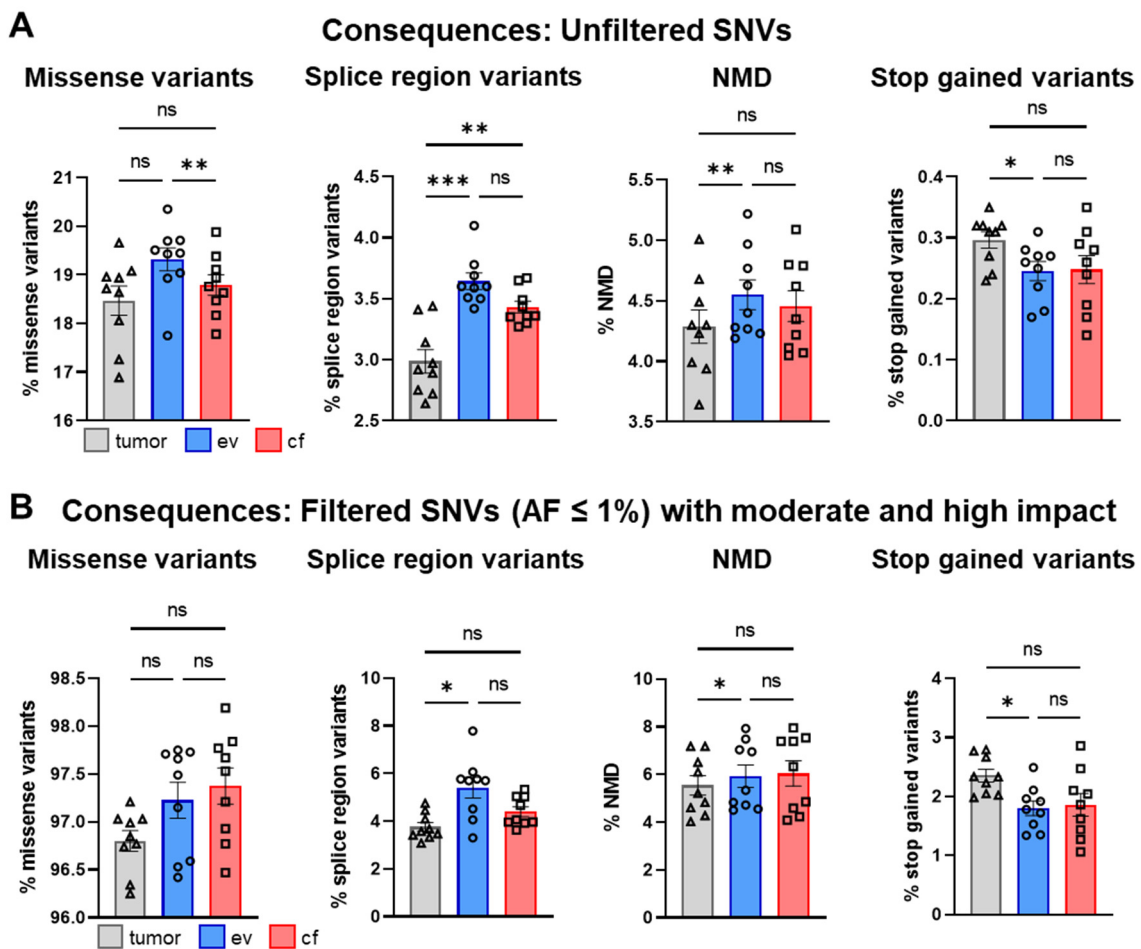 A
Consequences: Unfiltered SNVs
Missense variants
Splice region variants
NMD
Stop gained variants
ns
ns
**
% missense variants
21
20
19
18
17
16
**
***
ns
% splice region variants
4.5
4.0
3.5
3.0
2.5
ns
**
ns
% NMD
5.5
5.0
4.5
4.0
3.5
ns
*
ns
% stop gained variants
0.4
0.3
0.2
0.1
0.0
tumor ev cf
B
Consequences: Filtered SNVs (AF ≤ 1%) with moderate and high impact
Missense variants
Splice region variants
NMD
Stop gained variants
ns
ns
ns
% missense variants
98.5
98.0
97.5
97.0
96.5
96.0
ns
*
ns
% splice region variants
10
8
6
4
2
0
ns
*
ns
% NMD
10
8
6
4
2
0
ns
*
ns
% stop gained variants
4
3
2
1
0
tumor ev cf